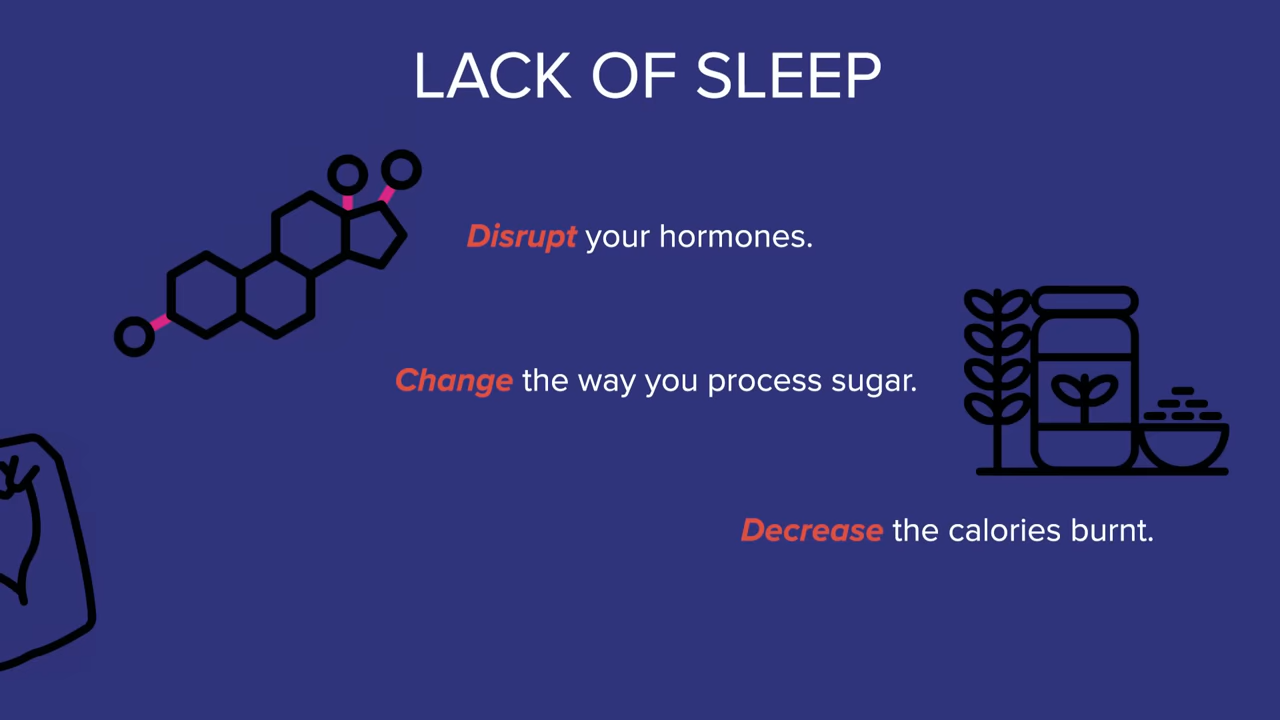 LACK OF SLEEP
Disrupt your hormones.
Change the way you process sugar.
Decrease the calories burnt.